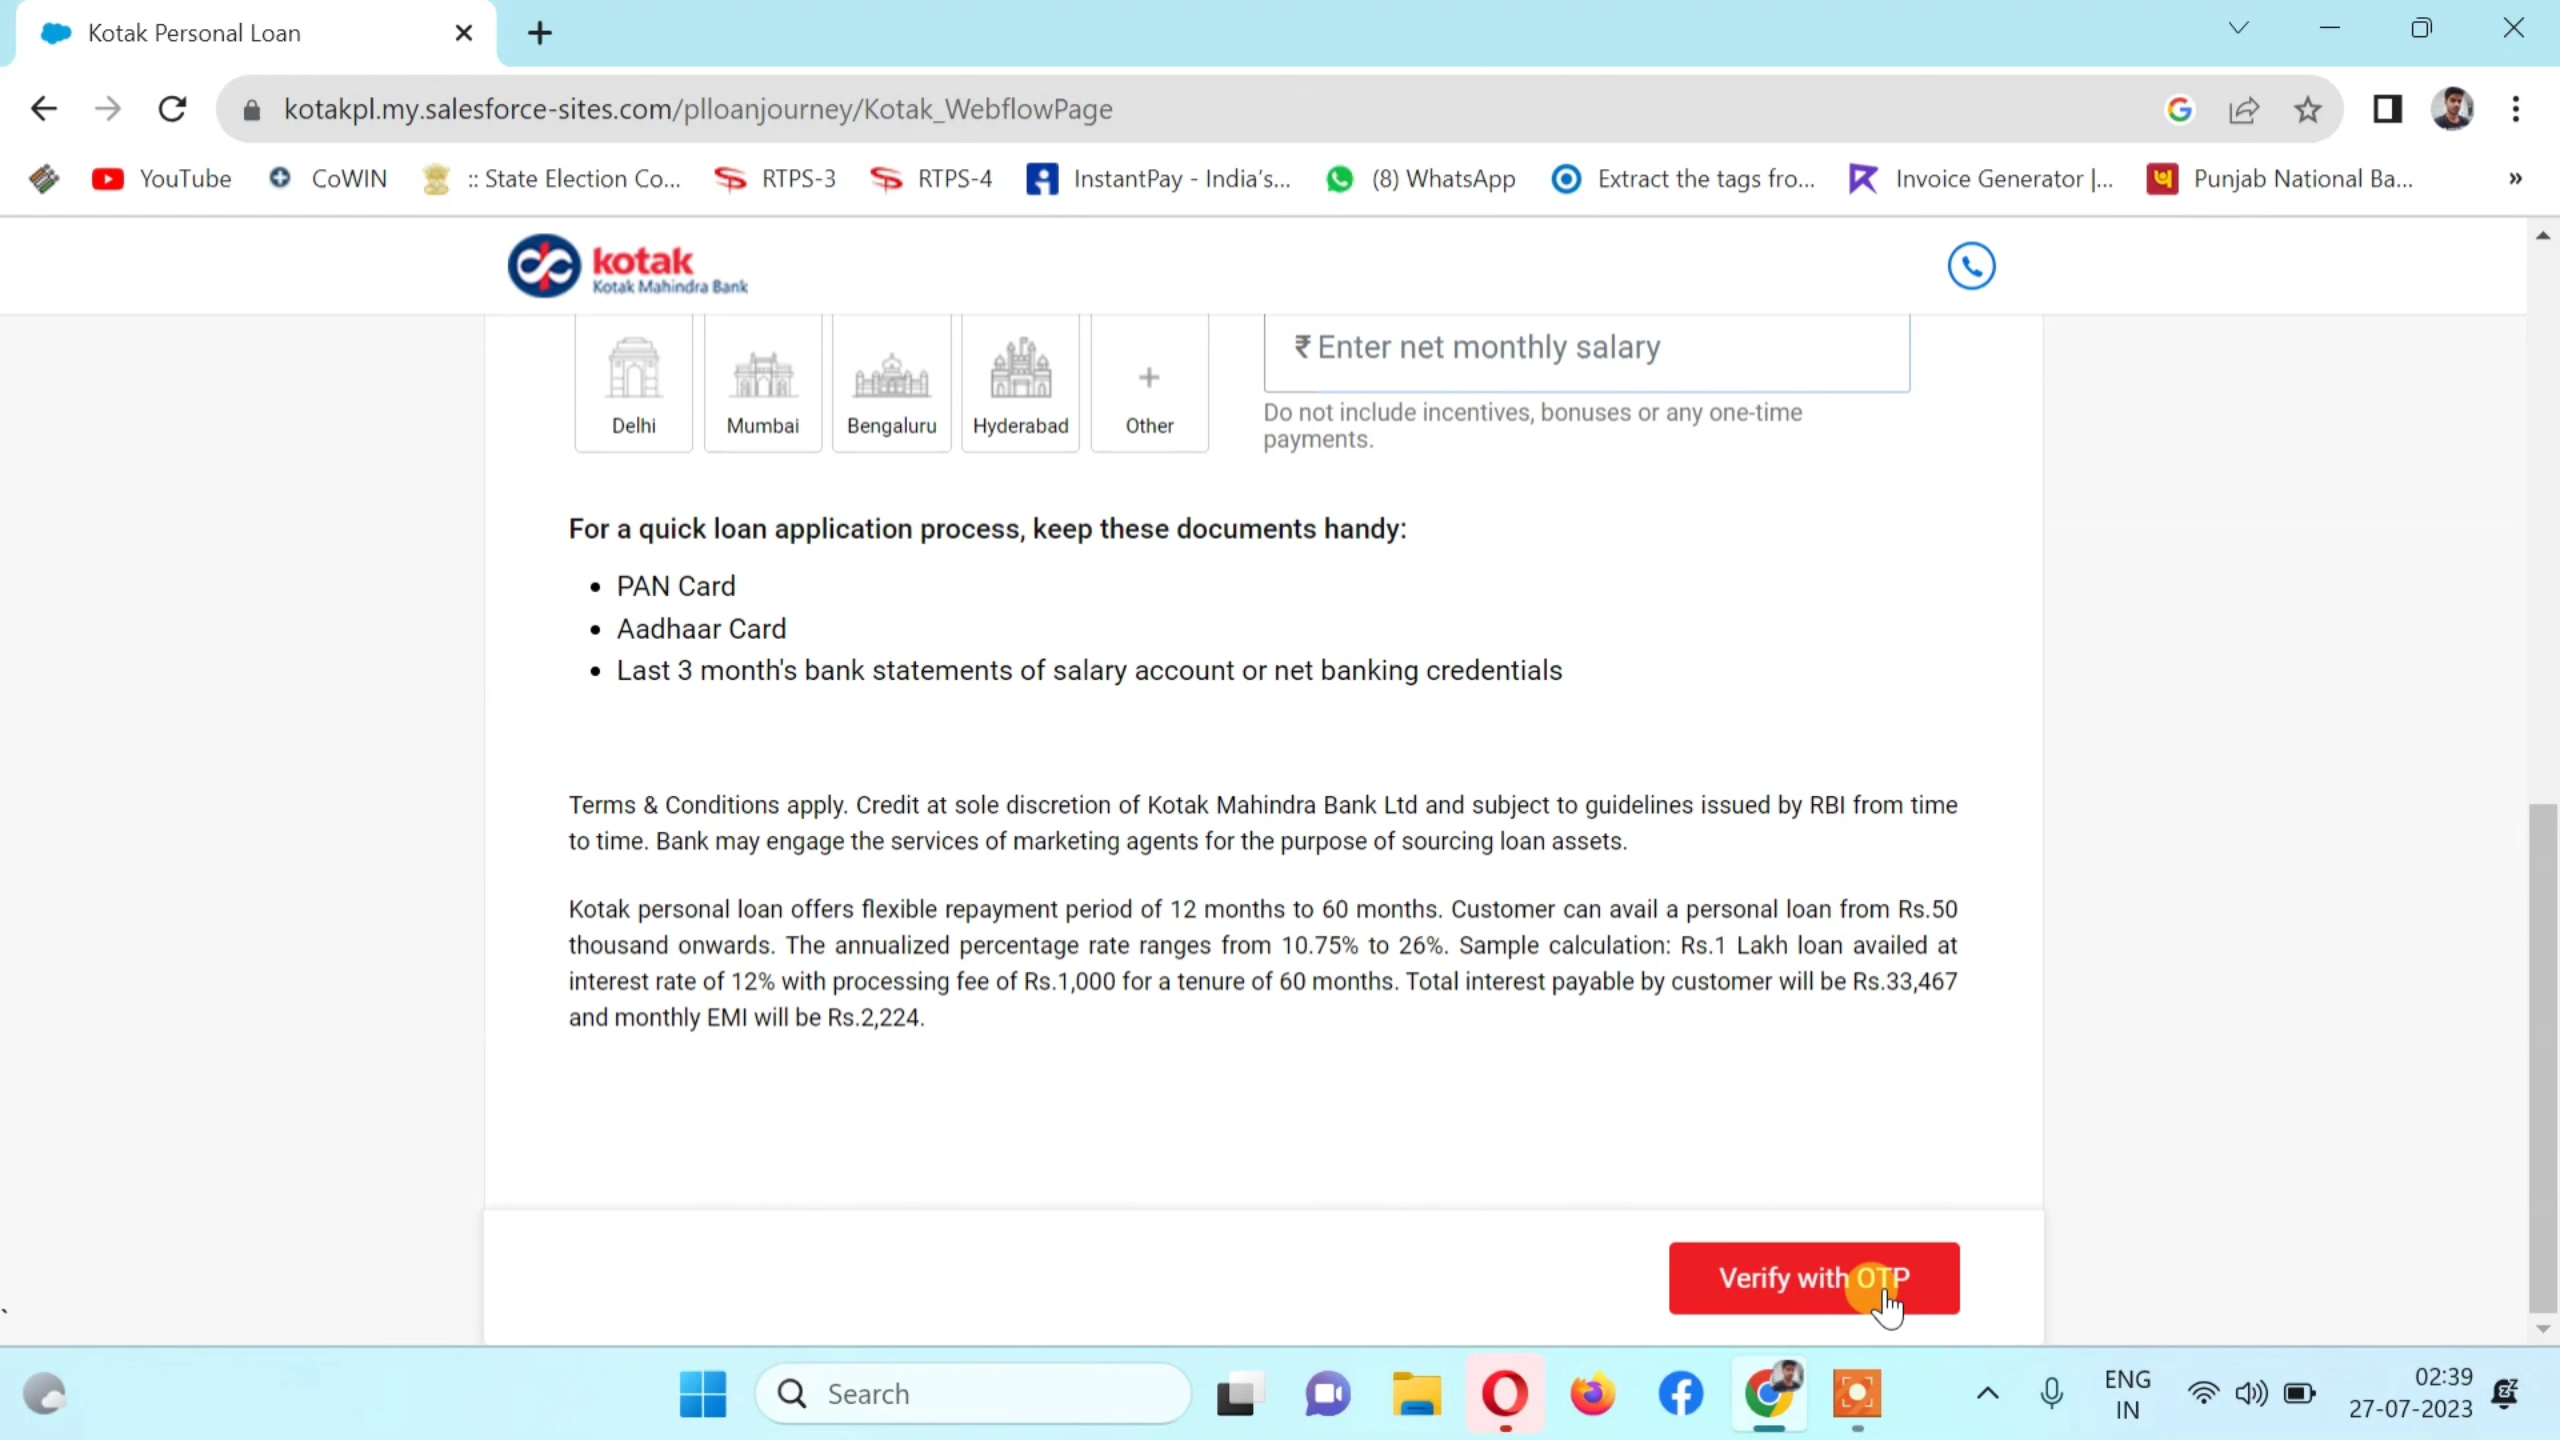 Kotak Personal Loan
kotakpl.my.salesforce-sites.com/plloanjourney/Kotak_WebflowPage
YouTube CoWIN :: State Election Co... RTPS-3 RTPS-4 InstantPay - India's... (8) WhatsApp Extract the tags fro... Invoice Generator |... Punjab National Ba... »
kotak
Kotak Mahindra Bank
₹ Enter net monthly salary
Delhi Mumbai Bengaluru Hyderabad Other
Do not include incentives, bonuses or any one-time
payments.
For a quick loan application process, keep these documents handy:
• PAN Card
• Aadhaar Card
• Last 3 month's bank statements of salary account or net banking credentials
Terms & Conditions apply. Credit at sole discretion of Kotak Mahindra Bank Ltd and subject to guidelines issued by RBI from time
to time. Bank may engage the services of marketing agents for the purpose of sourcing loan assets.
Kotak personal loan offers flexible repayment period of 12 months to 60 months. Customer can avail a personal loan from Rs.50
thousand onwards. The annualized percentage rate ranges from 10.75% to 26%. Sample calculation: Rs.1 Lakh loan availed at
interest rate of 12% with processing fee of Rs.1,000 for a tenure of 60 months. Total interest payable by customer will be Rs.33,467
and monthly EMI will be Rs.2,224.
Verify with OTP
Search
ENG
IN
02:39
27-07-2023